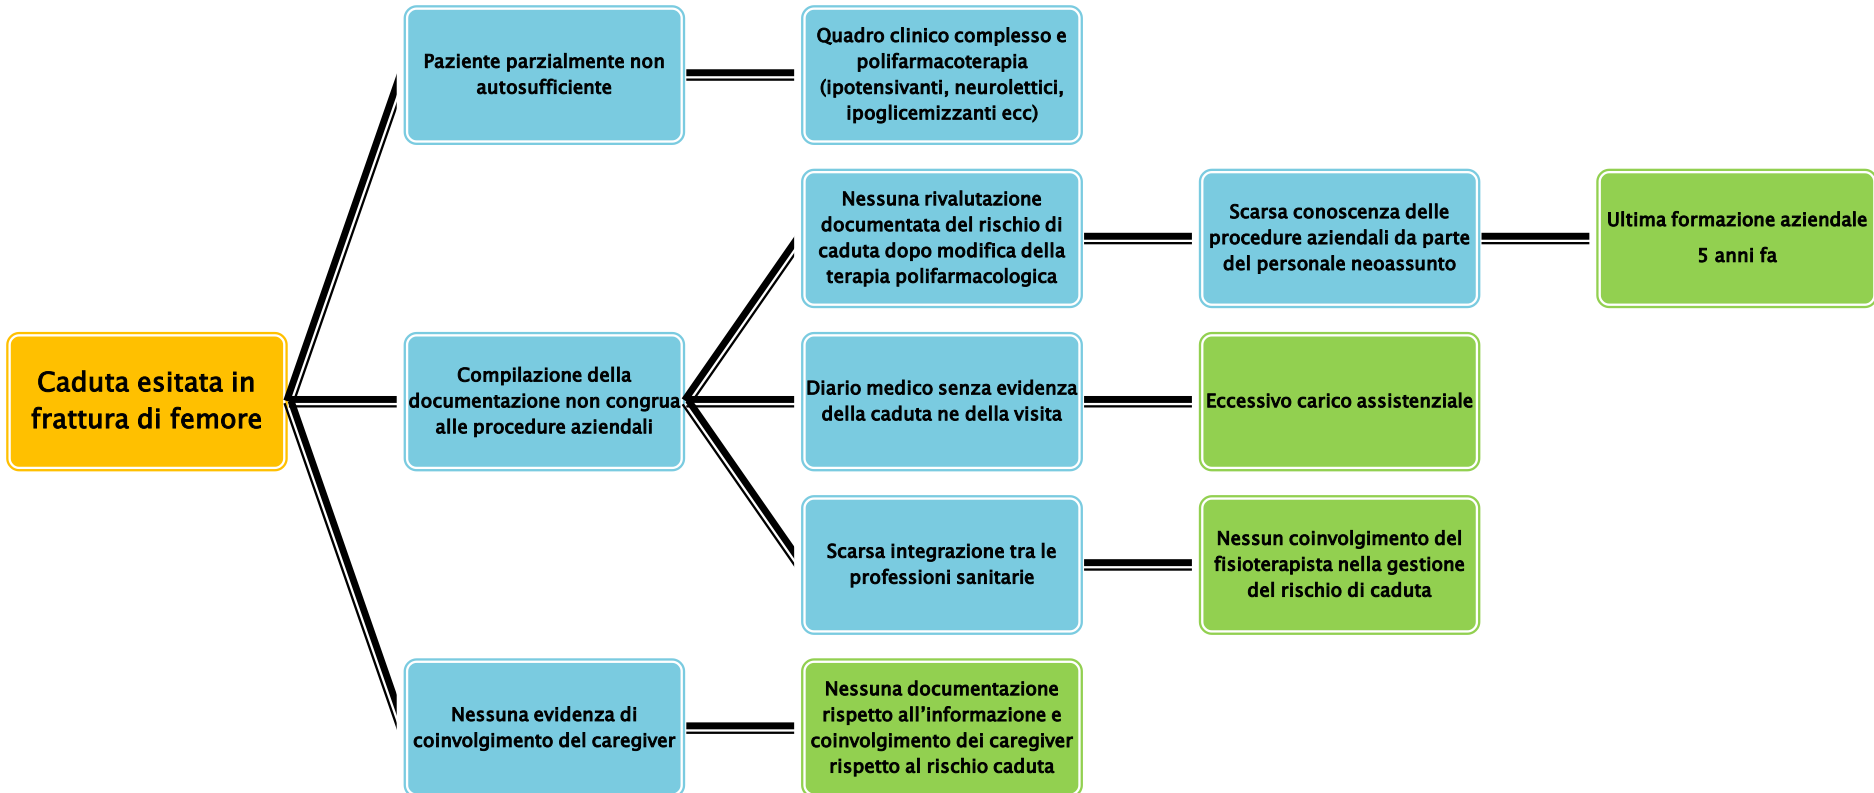 Caduta esitata in
frattura di femore
Paziente parzialmente non
autosufficiente
Quadro clinico complesso e
polifarmacoterapia
(ipotensivanti, neurolettici,
ipoglicemizzanti ecc)
Compilazione della
documentazione non congrua
alle procedure aziendali
Nessuna rivalutazione
documentata del rischio di
caduta dopo modifica della
terapia polifarmacologica
Scarsa conoscenza delle
procedure aziendali da parte
del personale neoassunto
Ultima formazione aziendale
5 anni fa
Diario medico senza evidenza
della caduta ne della visita
Eccessivo carico assistenziale
Scarsa integrazione tra le
professioni sanitarie
Nessun coinvolgimento del
fisioterapista nella gestione
del rischio di caduta
Nessuna evidenza di
coinvolgimento del caregiver
Nessuna documentazione
rispetto all’informazione e
coinvolgimento dei caregiver
rispetto al rischio caduta